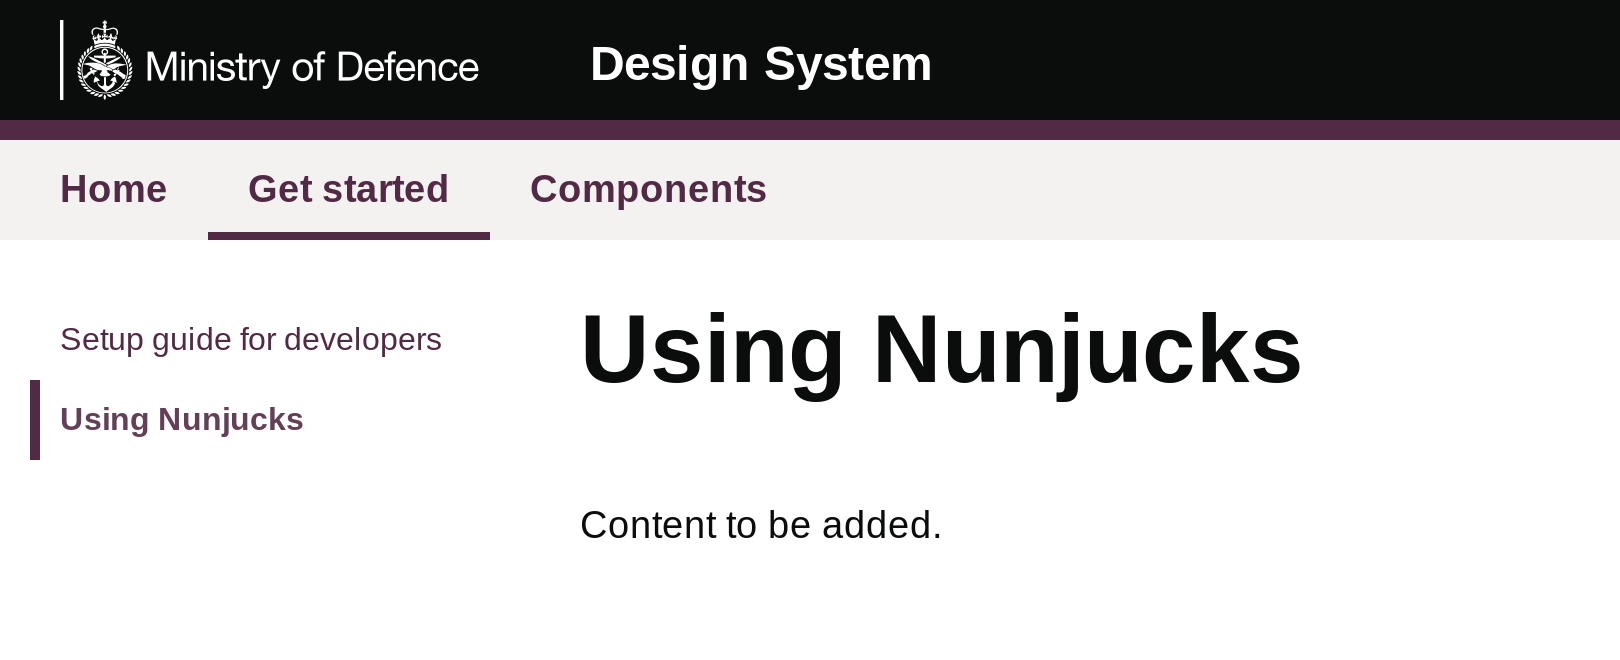 Ministry of Defence
Design System
Home
Get started
Components
Setup guide for developers
Using Nunjucks
Using Nunjucks
Content to be added.